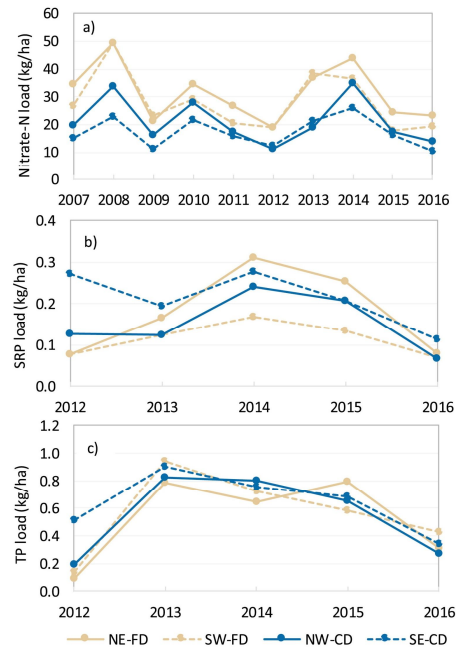 a)
Nitrate-N load (kg/ha)
60
50
40
30
20
10
0
2007 2008 2009 2010 2011 2012 2013 2014 2015 2016
b)
SRP load (kg/ha)
0.4
0.3
0.2
0.1
0.0
2012 2013 2014 2015 2016
c)
TP load (kg/ha)
1.2
1.0
0.8
0.6
0.4
0.2
0.0
2012 2013 2014 2015 2016
NE-FD SW-FD NW-CD SE-CD